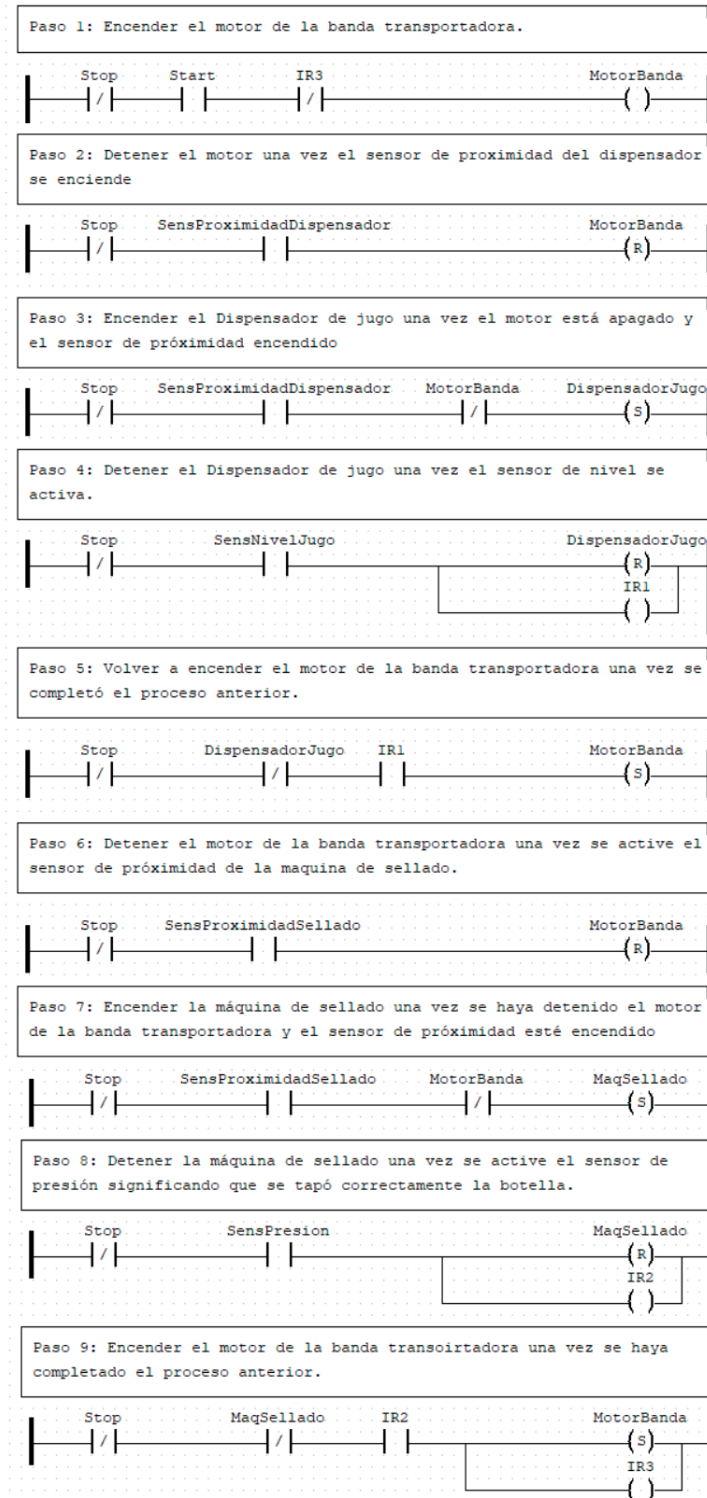 Paso 1: Encender el motor de la banda transportadora.
Stop Start IR3 MotorBanda
Paso 2: Detener el motor una vez el sensor de proximidad del dispensador
se enciende
Stop SensProximidadDispensador MotorBanda
R
Paso 3: Encender el Dispensador de jugo una vez el motor está apagado y
el sensor de próximidad encendido
Stop SensProximidadDispensador MotorBanda DispensadorJugo
S
Paso 4: Detener el Dispensador de jugo una vez el sensor de nivel se
activa.
Stop SensNivelJugo DispensadorJugo
R
IR1
Paso 5: Volver a encender el motor de la banda transportadora una vez se
completó el proceso anterior.
Stop DispensadorJugo IR1 MotorBanda
S
Paso 6: Detener el motor de la banda transportadora una vez se active el
sensor de próximidad de la maquina de sellado.
Stop SensProximidadSellado MotorBanda
R
Paso 7: Encender la máquina de sellado una vez se haya detenido el motor
de la banda transportadora y el sensor de próximidad esté encendido
Stop SensProximidadSellado MotorBanda MaqSellado
S
Paso 8: Detener la máquina de sellado una vez se active el sensor de
presión significando que se tapó correctamente la botella.
Stop SensPresion MaqSellado
R
IR2
Paso 9: Encender el motor de la banda transoirtadora una vez se haya
completado el proceso anterior.
Stop MaqSellado IR2 MotorBanda
S
IR3